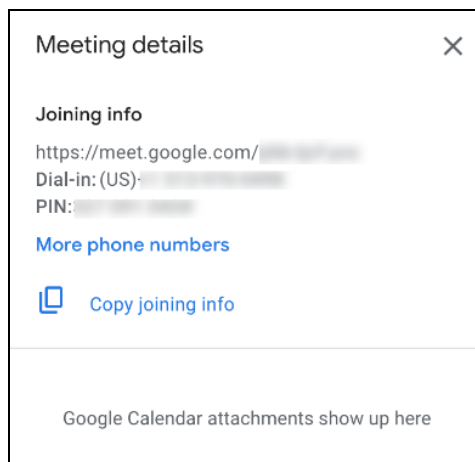 Meeting details
Joining info
https://meet.google.com/
Dial-in: (US)
PIN:
More phone numbers
Copy joining info
Google Calendar attachments show up here